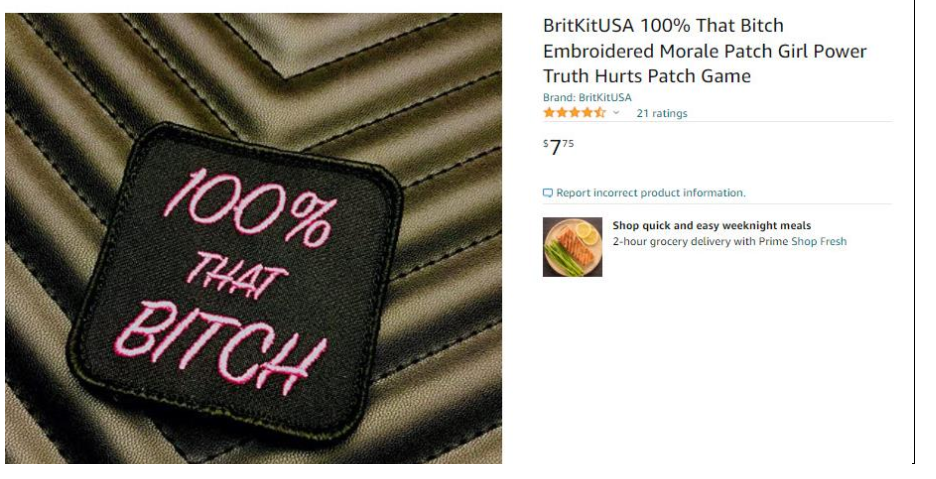 100%
THAT
BITCH
BritKitUSA 100% That Bitch
Embroidered Morale Patch Girl Power
Truth Hurts Patch Game
Brand: BritKitUSA
21 ratings
$775
Report incorrect product information.
Shop quick and easy weeknight meals
2-hour grocery delivery with Prime Shop Fresh